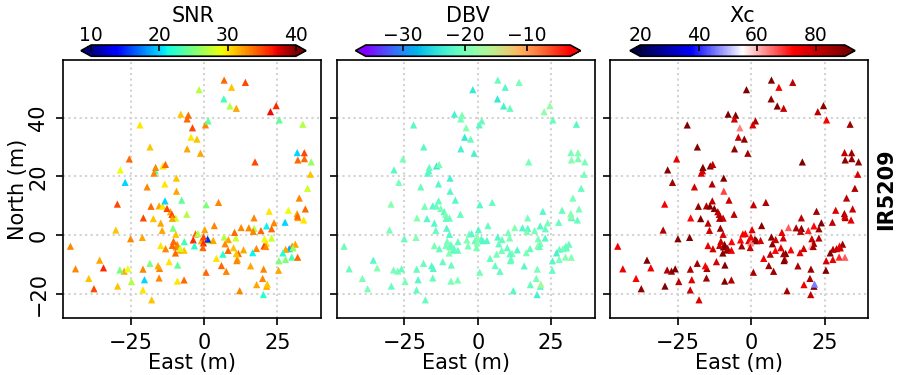 SNR DBV Xc
10 20 30 40 −30 −20 −10 20 40 60 80
40
20
0
−20
North (m)
IR5209
−25 0 25 −25 0 25 −25 0 25
East (m) East (m) East (m)